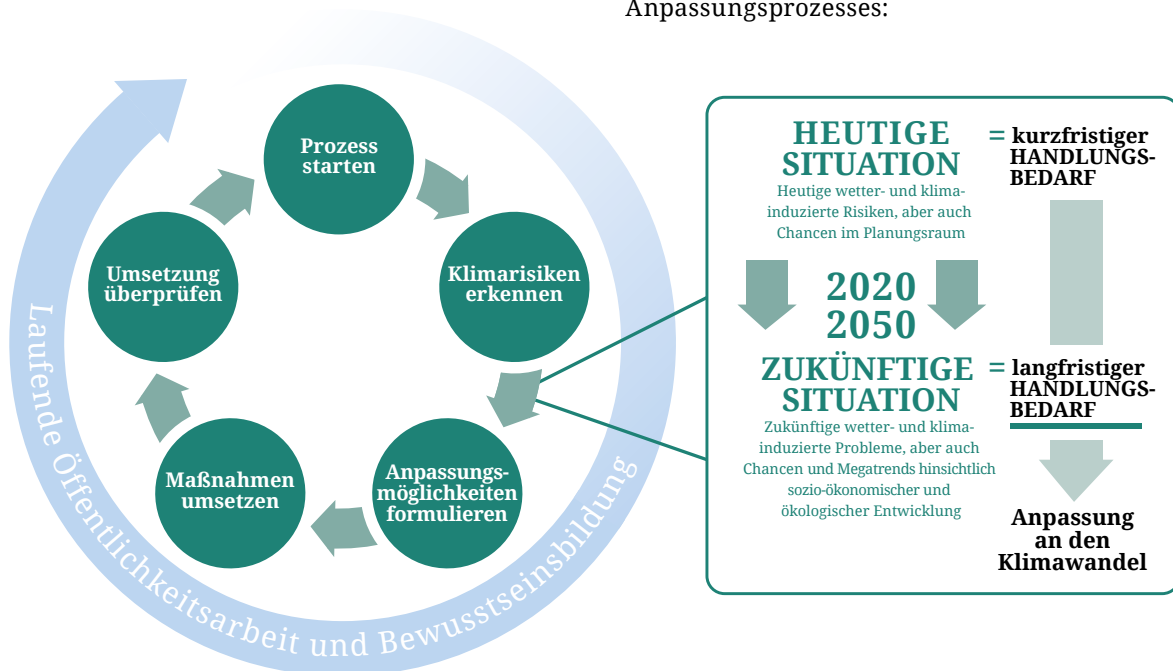 Anpassungsprozesses:
Prozess
starten
Klimarisiken
erkennen
Anpassungs-
möglichkeiten
formulieren
Maßnahmen
umsetzen
Umsetzung
überprüfen
Laufende Öffentlichkeitsarbeit und Bewusstseinsbildung
HEUTIGE
SITUATION
Heutige wetter- und klima-
induzierte Risiken, aber auch
Chancen im Planungsraum
= kurzfristiger
HANDLUNGS-
BEDARF
2020
2050
ZUKÜNFTIGE
SITUATION
Zukünftige wetter- und klima-
induzierte Probleme, aber auch
Chancen und Megatrends hinsichtlich
sozio-ökonomischer und
ökologischer Entwicklung
= langfristiger
HANDLUNGS-
BEDARF
Anpassung
an den
Klimawandel